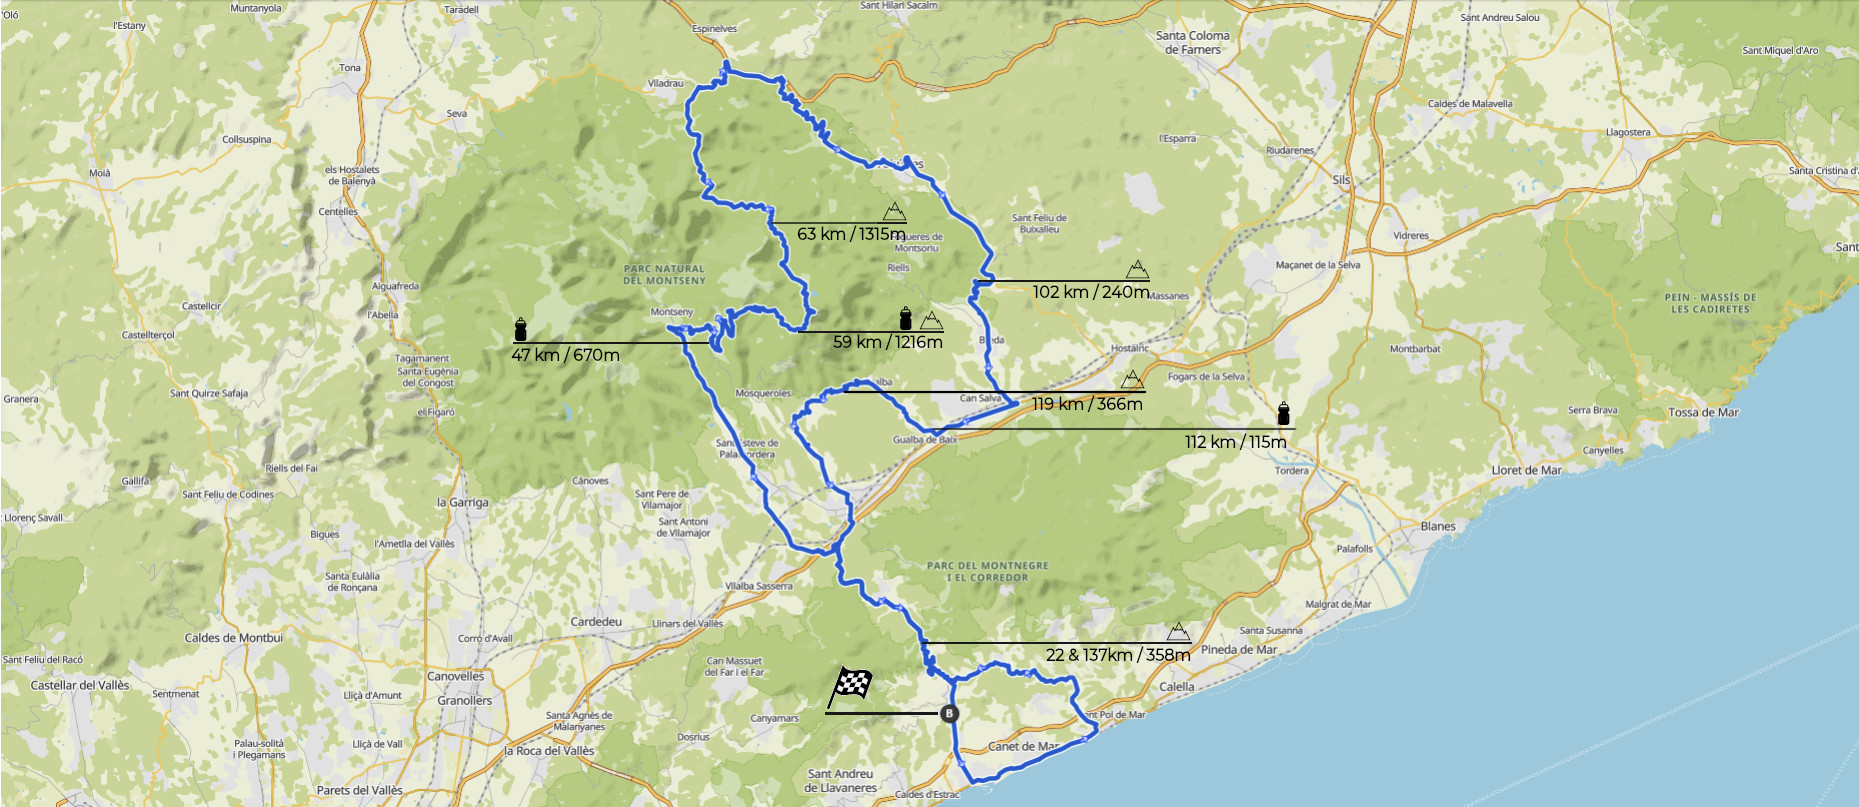 l'Estany
Muntanyola
Taradell
Sant Hilari Sacalm
Espinelves
Santa Coloma
de Farners
Sant Andreu Salou
Sant Miquel d'Aro
Tona
Viladrau
Seva
Caldes de Malavella
Collsuspina
l'Esparra
Llagostera
Riudarenes
Moià
els Hostalets
de Balenyà
Sils
Santa Cristina d'
Centelles
Sant Feliu de
Buixalleu
63 km / 1315m
Montsoriu
Vidreres
Sant
PARC NATURAL
DEL MONTSENY
Riells
Maçanet de la Selva
Aiguafreda
102 km / 240m
Massanes
PEIN - MASSÍS DE
LES CADIRETES
Castellcir
l'Abella
Montseny
Castellterçol
59 km / 1216m
47 km / 670m
Hostalric
Montbarbat
Tagamanent
Santa Eugènia
del Congost
Fogars de la Selva
Sant Quirze Safaja
Mosqueroles
Can Salva
119 km / 366m
Granera
el Figaró
Serra Brava
Tossa de Mar
Gualba de Baix
112 km / 115m
Canyelles
Riells del Fai
Tordera
Lloret de Mar
Gallifa
Sant Feliu de Codines
Cànoves
la Garriga
Sant Pere de
Vilamajor
Llorenç Savall
Sant Antoni
de Vilamajor
Blanes
Bigues
l'Ametlla del Vallès
Palafolls
PARC DEL MONTNEGRE
I EL CORREDOR
Santa Eulàlia
de Ronçana
Vilalba Sasserra
Malgrat de Mar
Cardedeu
Llinars del Vallès
Caldes de Montbui
Corró d'Avall
Santa Susanna
22 & 137km / 358m
Pineda de Mar
Sant Feliu del Racó
Can Massuet
del Far i el Far
Castellar del Vallès
Canovelles
Calella
Sentmenat
Lliçà d'Amunt
Granollers
B
Santa Agnès de
Malanyanes
Canyamars
Pol de Mar
Palau-solità
i Plegamans
Lliçà de Vall
Dosrius
la Roca del Vallès
Canet de Mar
Sant Andreu
de Llavaneres
Parets del Vallès
Caldes d'Estrac